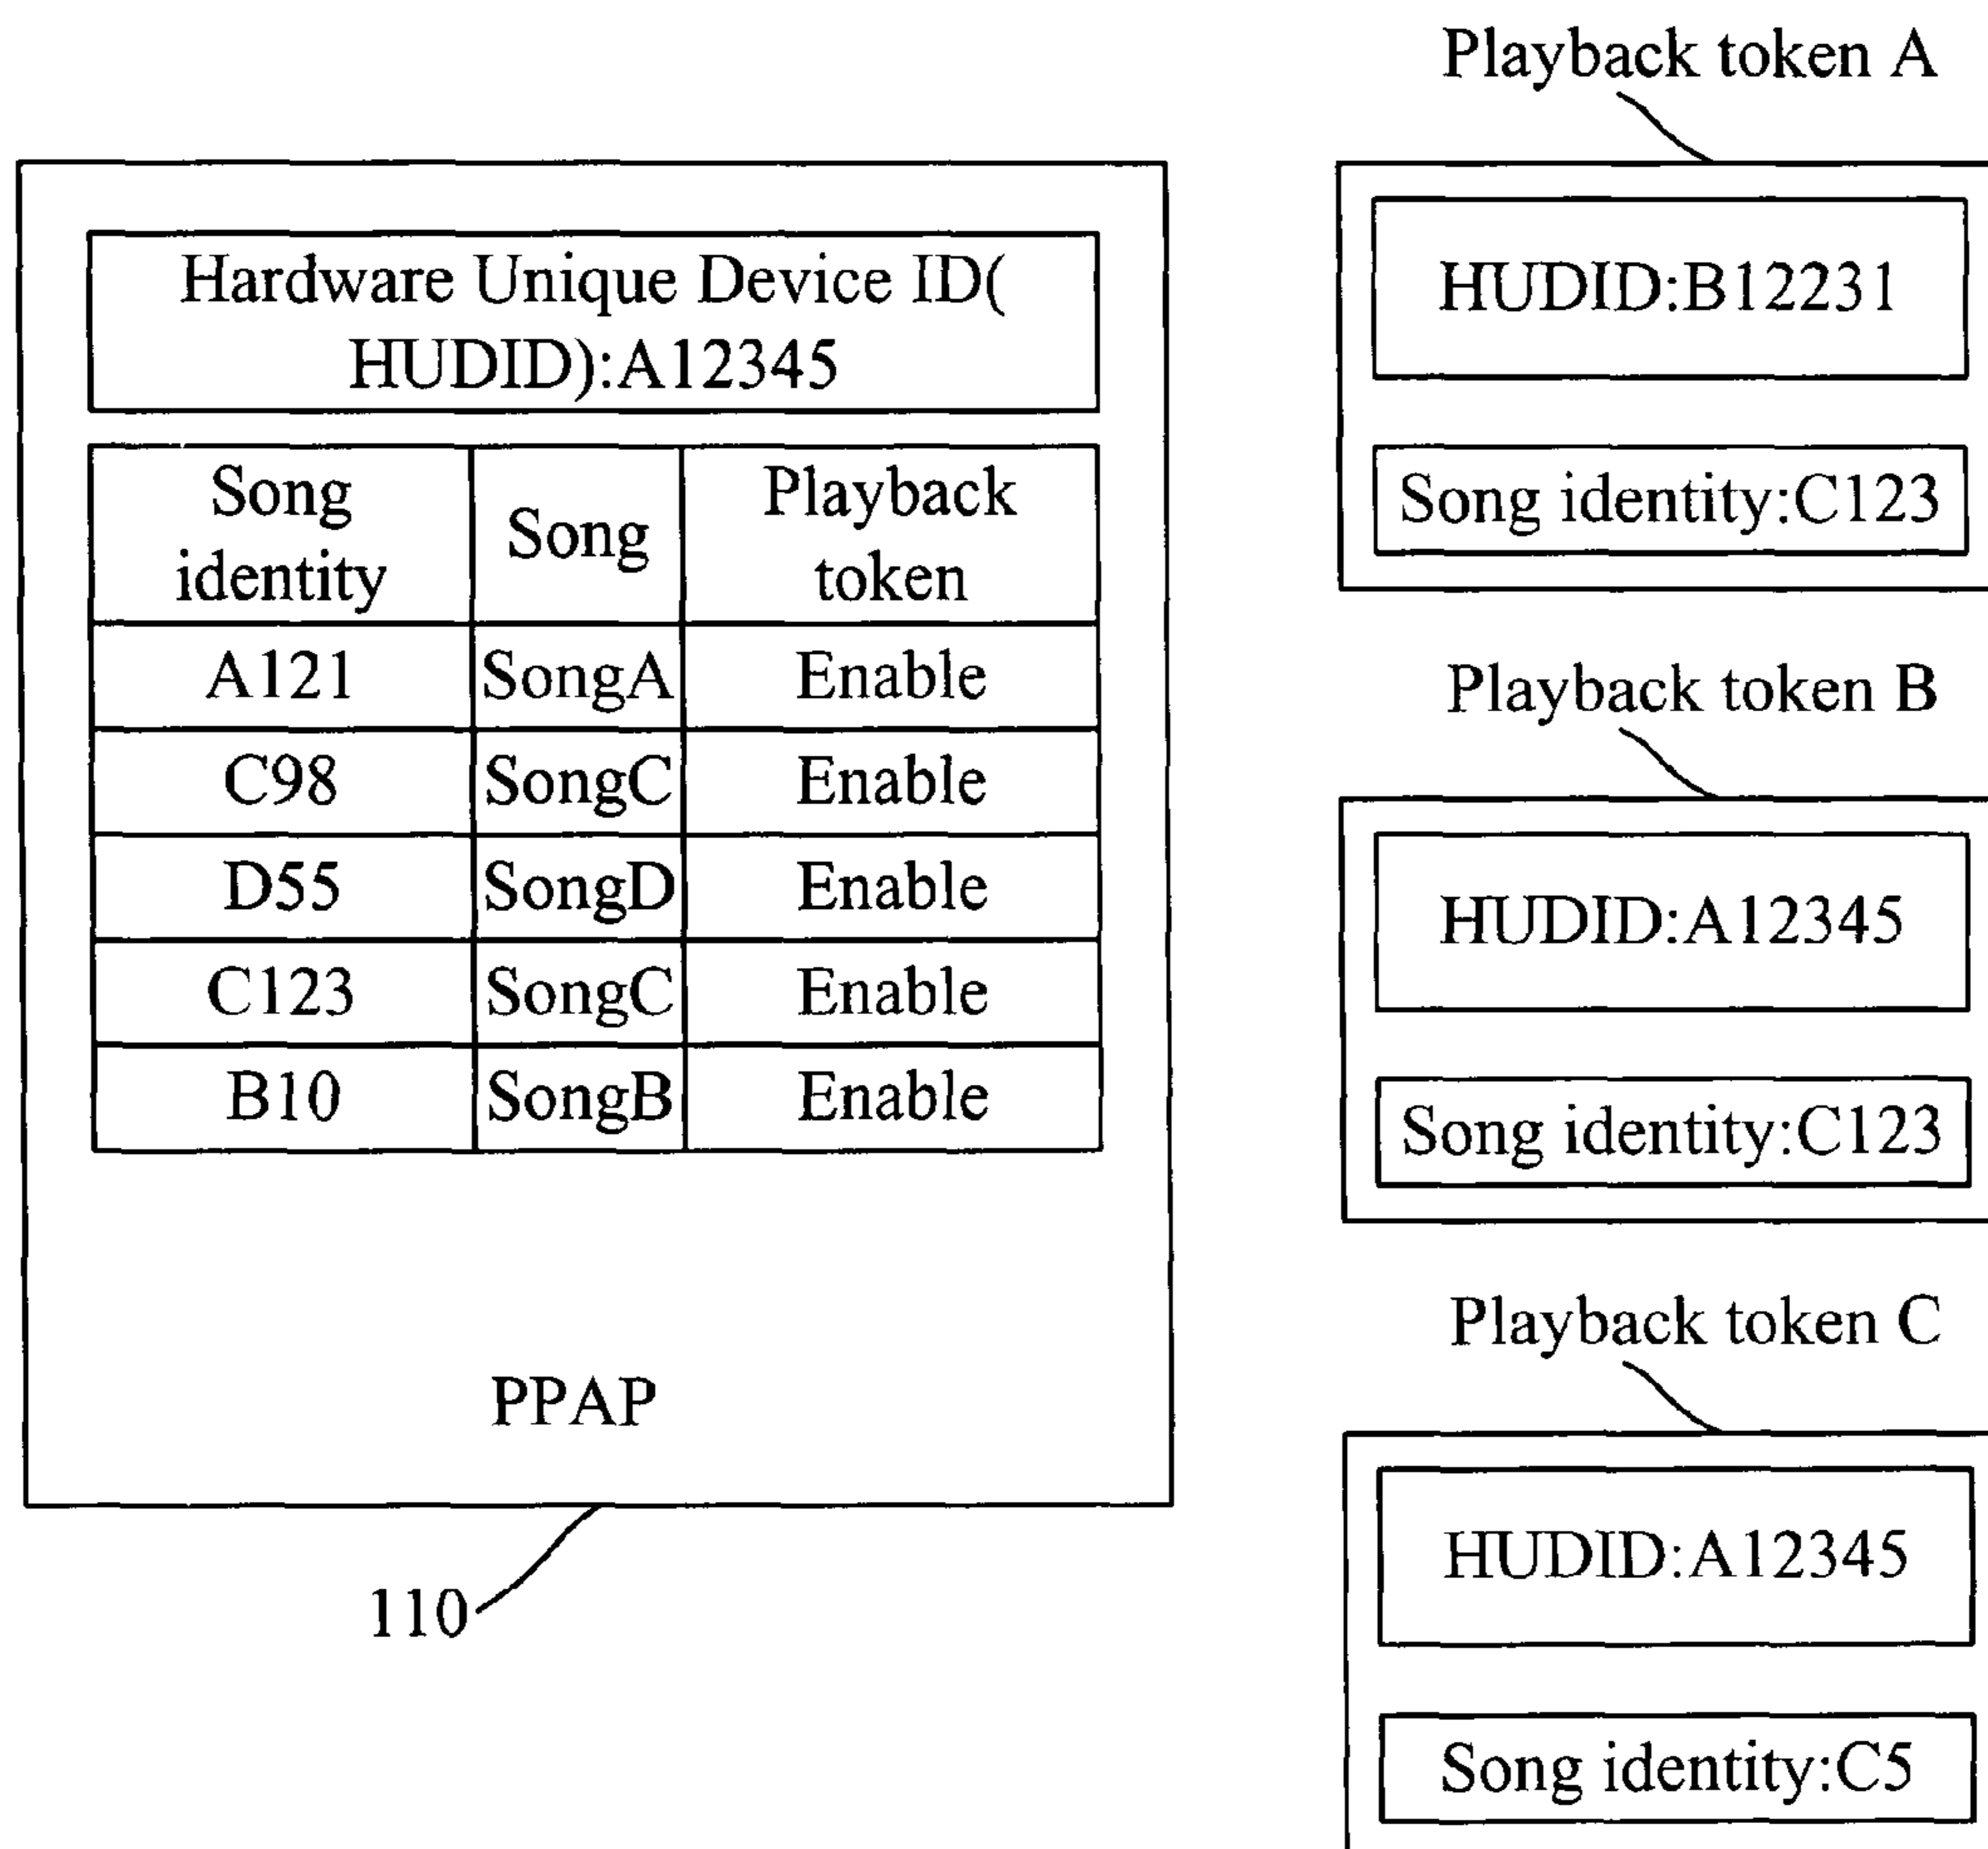 Hardware Unique Device ID(
HUDID):A12345
Song identity Song Playback token
A121 SongA Enable
C98 SongC Enable
D55 SongD Enable
C123 SongC Enable
B10 SongB Enable
PPAP
110
Playback token A
HUDID:B12231
Song identity:C123
Playback token B
HUDID:A12345
Song identity:C123
Playback token C
HUDID:A12345
Song identity:C5